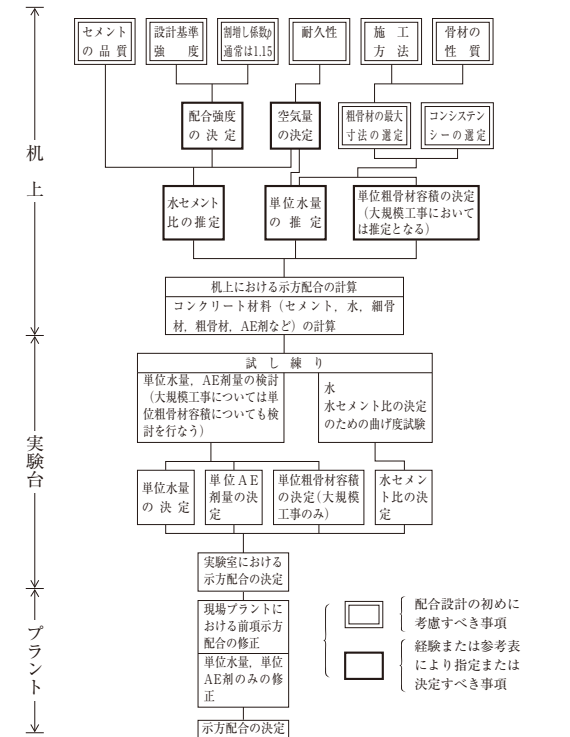 セメント
の品質
設計基準
強度
割増し係数p
通常は1.15
耐久性
施工
方法
骨材の
性質
配合強度
の決定
空気量
の決定
粗骨材の最大
寸法の選定
コンシステン
シーの選定
机上
水セメント
比の推定
単位水量
の推定
単位粗骨材容積の決定
（大規模工事において
は推定となる）
机上における示方配合の計算
コンクリート材料（セメント，水，細骨
材，粗骨材，AE剤など）の計算
試し練り
単位水量，AE剤量の検討
（大規模工事については単
位粗骨材容積についても検
討を行なう）
水
水セメント比の決定
のための曲げ度試験
実験台
単位水量
の決定
単位AE
剤量の決
定
単位粗骨材容積
の決定（大規模
工事のみ）
水セメン
ト比の決
定
実験室における
示方配合の決定
プラント
現場プラントに
おける前項示方
配合の修正
単位水量，単位
AE剤のみの修
正
示方配合の決定
配合設計の初めに
考慮すべき事項
経験または参考表
により指定または
決定すべき事項